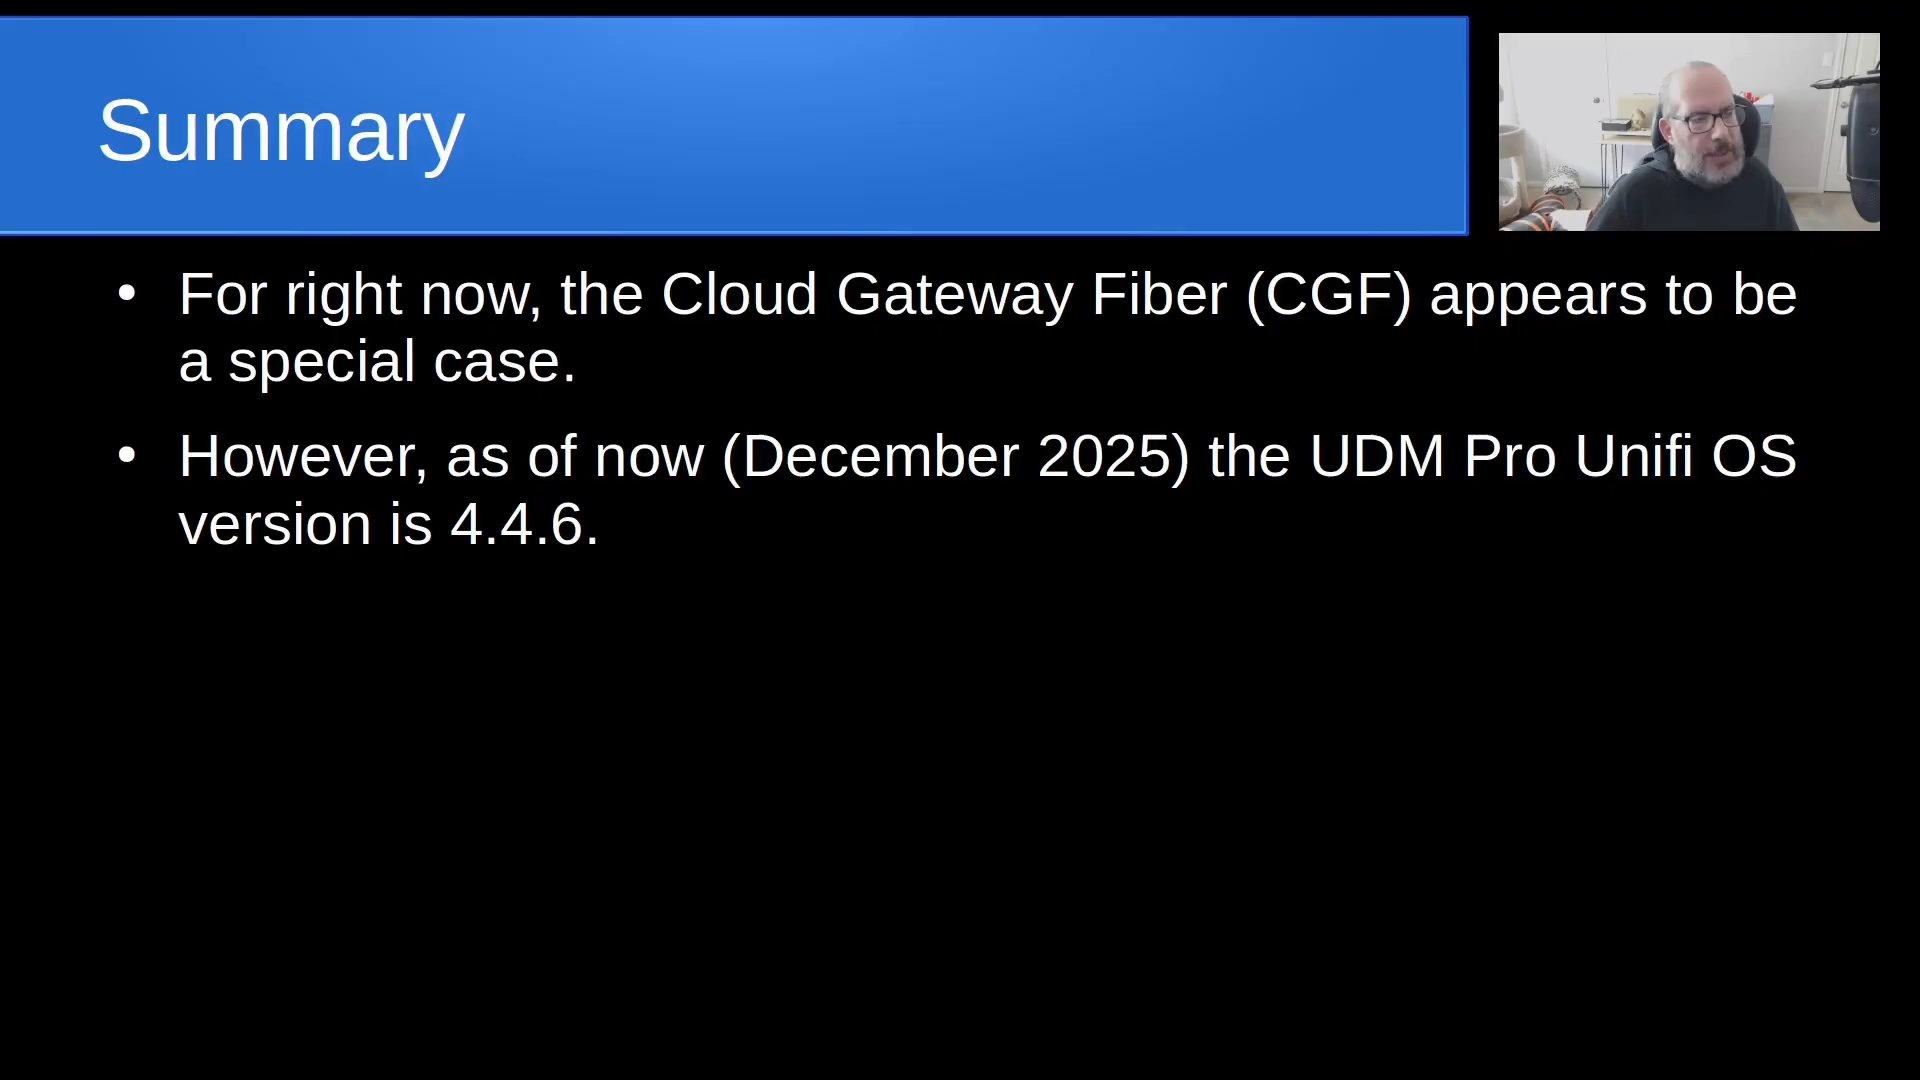 Summary
• For right now, the Cloud Gateway Fiber (CGF) appears to be
a special case.
• However, as of now (December 2025) the UDM Pro Unifi OS
version is 4.4.6.